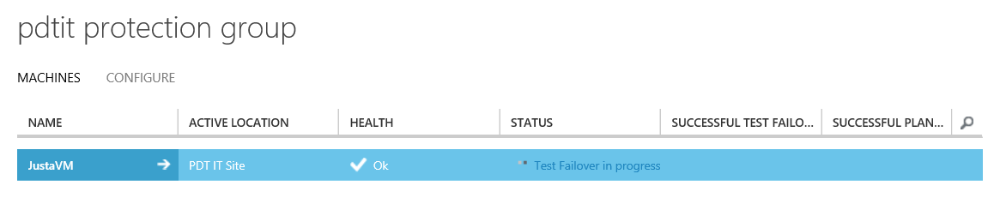 pdtit protection group
MACHINES CONFIGURE
NAME ACTIVE LOCATION HEALTH STATUS SUCCESSFUL TEST FAILO... SUCCESSFUL PLAN...
JustaVM PDT IT Site Ok Test Failover in progress